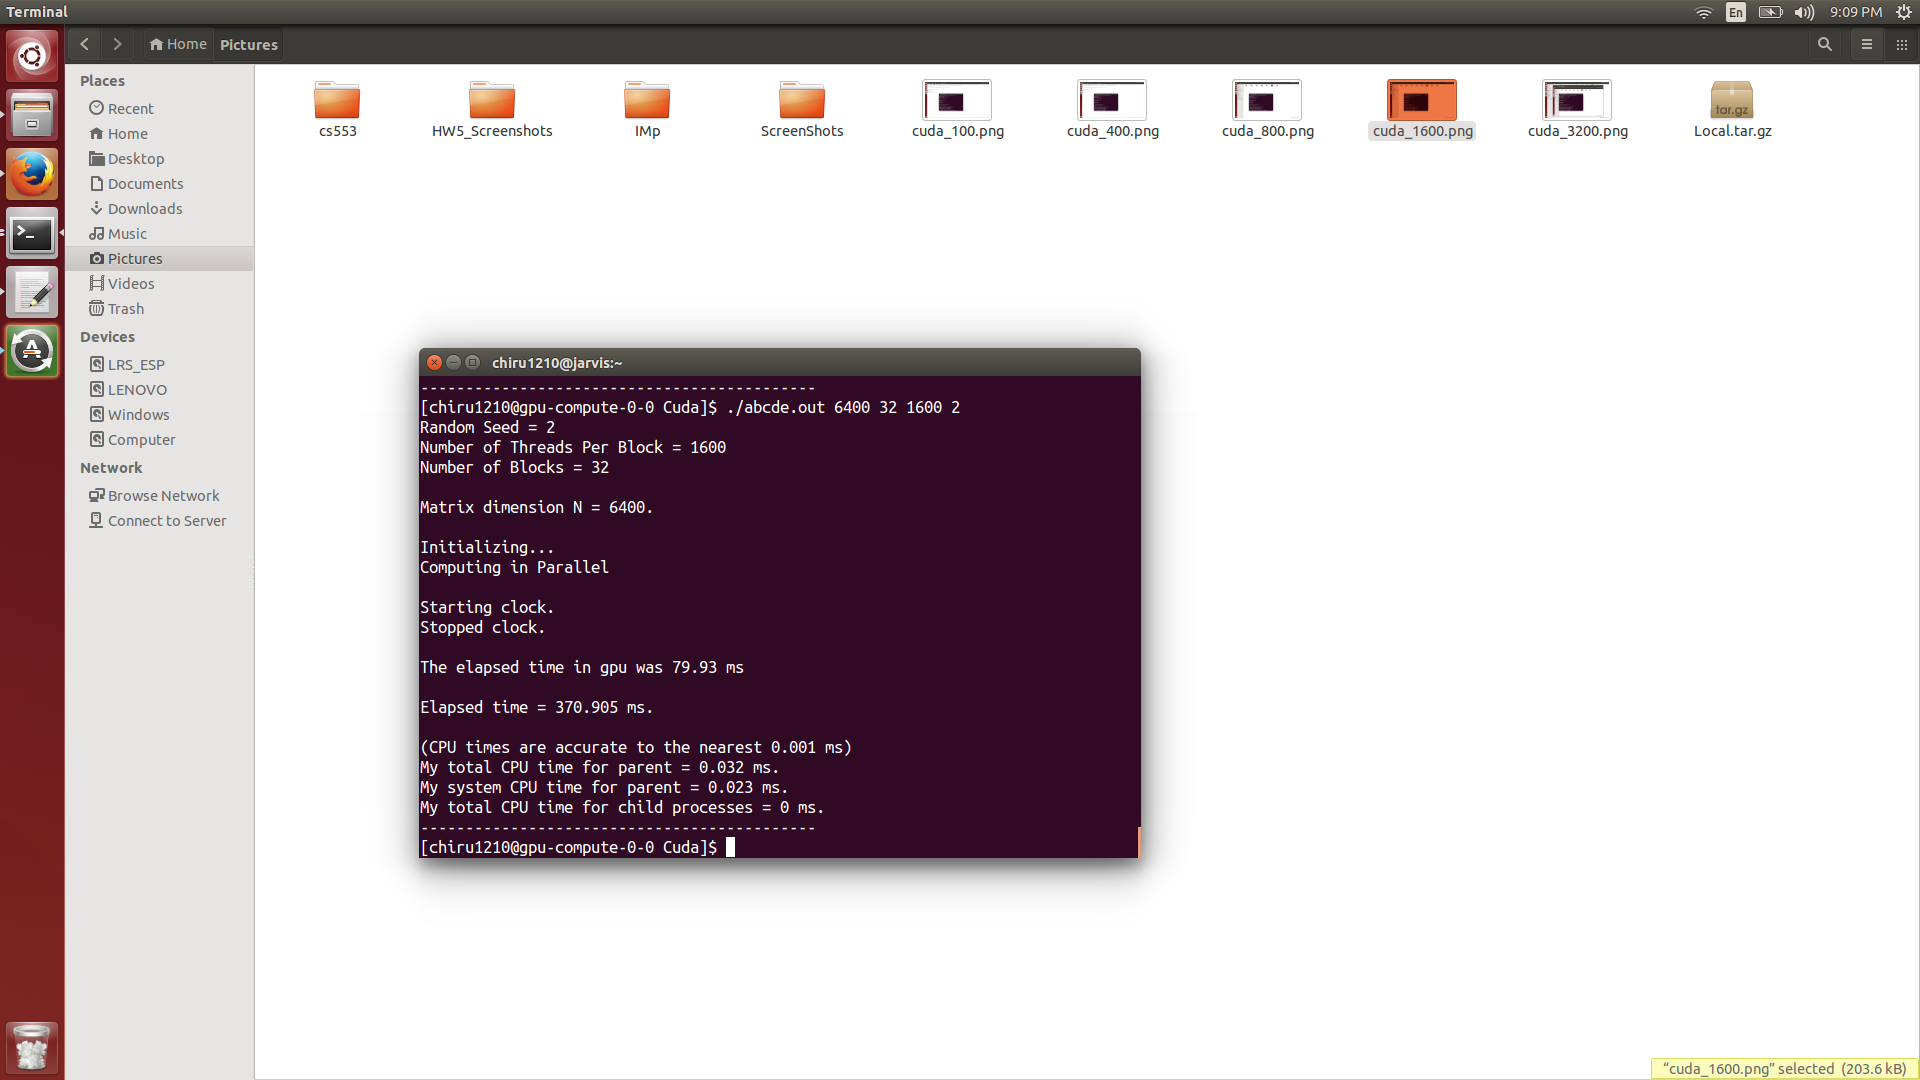 Terminal
En
9:09 PM
Home
Pictures
Places
Recent
Home
Desktop
Documents
Downloads
Music
Pictures
Videos
Trash
Devices
LRS_ESP
LENOVO
Windows
Computer
Network
Browse Network
Connect to Server
cs553
HW5_Screenshots
IMp
ScreenShots
cuda_100.png
cuda_400.png
cuda_800.png
cuda_1600.png
cuda_3200.png
tar.gz
Local.tar.gz
chiru1210@jarvis:~
--------------------------------------------
[chiru1210@gpu-compute-0-0 Cuda]$ ./abcde.out 6400 32 1600 2
Random Seed = 2
Number of Threads Per Block = 1600
Number of Blocks = 32
Matrix dimension N = 6400.
Initializing...
Computing in Parallel
Starting clock.
Stopped clock.
The elapsed time in gpu was 79.93 ms
Elapsed time = 370.905 ms.
(CPU times are accurate to the nearest 0.001 ms)
My total CPU time for parent = 0.032 ms.
My system CPU time for parent = 0.023 ms.
My total CPU time for child processes = 0 ms.
--------------------------------------------
[chiru1210@gpu-compute-0-0 Cuda]$
“cuda_1600.png” selected (203.6 kB)